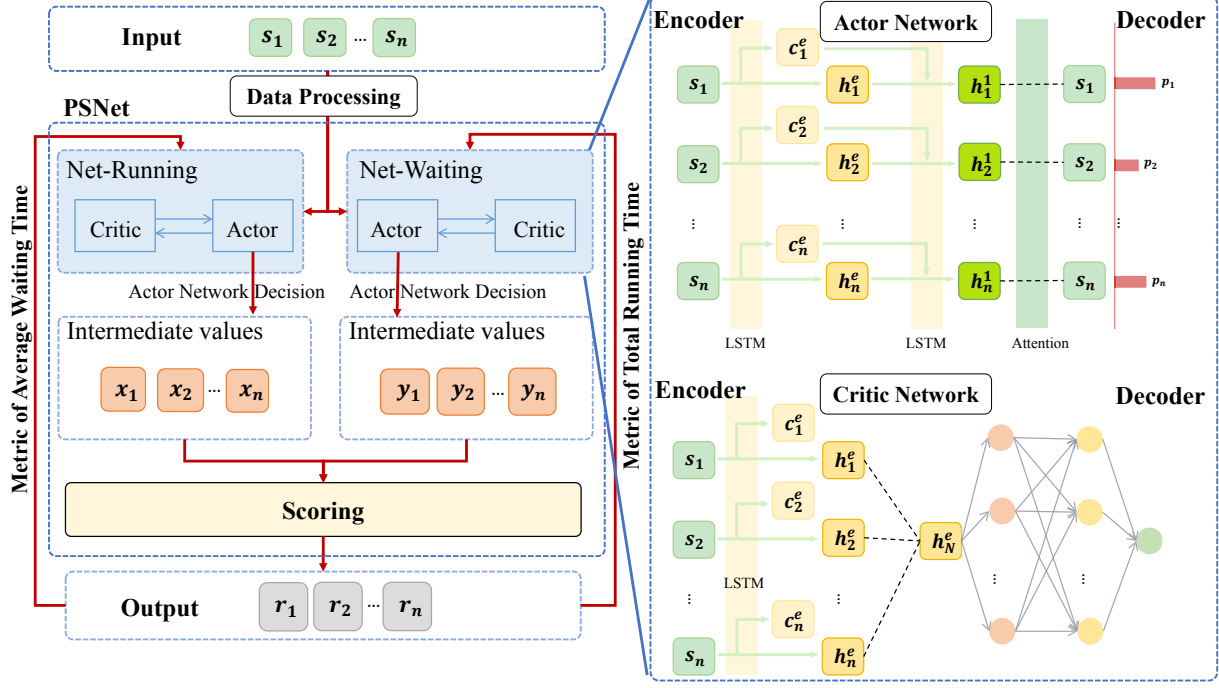 Input
s₁ s₂ ... sₙ
Data Processing
PSNet
Net-Running
Critic
Actor
Net-Waiting
Actor
Critic
Actor Network Decision
Actor Network Decision
Intermediate values
x₁ x₂ ... xₙ
Intermediate values
y₁ y₂ ... yₙ
Scoring
Output
r₁ r₂ ... rₙ
Metric of Average Waiting Time
Metric of Total Running Time
Encoder
Actor Network
Decoder
c₁ᵉ
s₁ h₁ᵉ h₁¹ s₁ p₁
c₂ᵉ
s₂ h₂ᵉ h₂¹ s₂ p₂
⋮ ⋮ ⋮ ⋮ ⋮
cₙᵉ
sₙ hₙᵉ hₙ¹ sₙ pₙ
LSTM
LSTM
Attention
Encoder
Critic Network
Decoder
c₁ᵉ
s₁ h₁ᵉ
c₂ᵉ
s₂ h₂ᵉ
h_Nᵉ
LSTM
⋮ ⋮ ⋮ ⋮
cₙᵉ
sₙ hₙᵉ